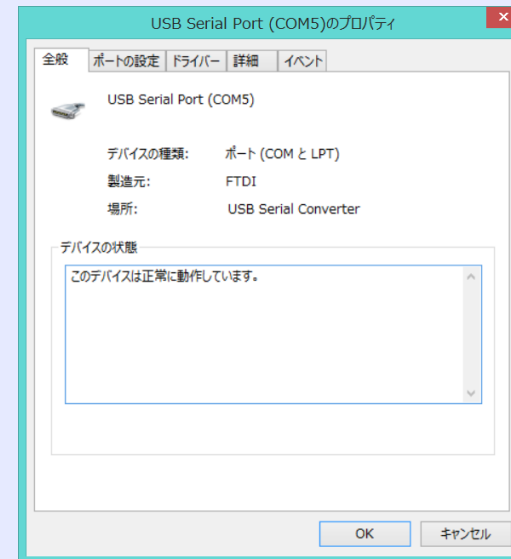 USB Serial Port (COM5)のプロパティ
全般 ポートの設定 ドライバー 詳細 イベント
USB Serial Port (COM5)
デバイスの種類: ポート (COM と LPT)
製造元: FTDI
場所: USB Serial Converter
デバイスの状態
このデバイスは正常に動作しています。
OK キャンセル